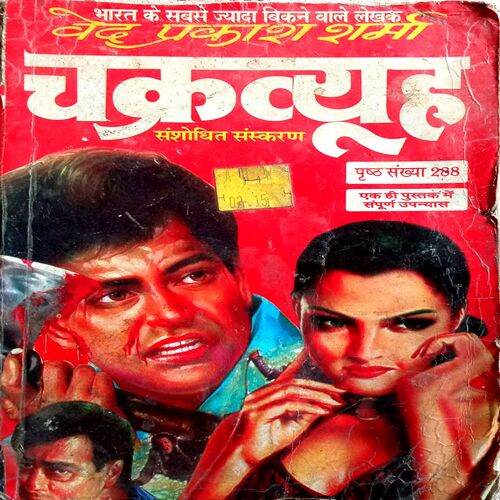 भारत के सबसे ज्यादा बिकने वाले लेखक
वेद प्रकाश शर्मा
चक्रव्यूह
संशोधित संस्करण
पृष्ठ संख्या 288
एक ही पुस्तक में
संपूर्ण उपन्यास